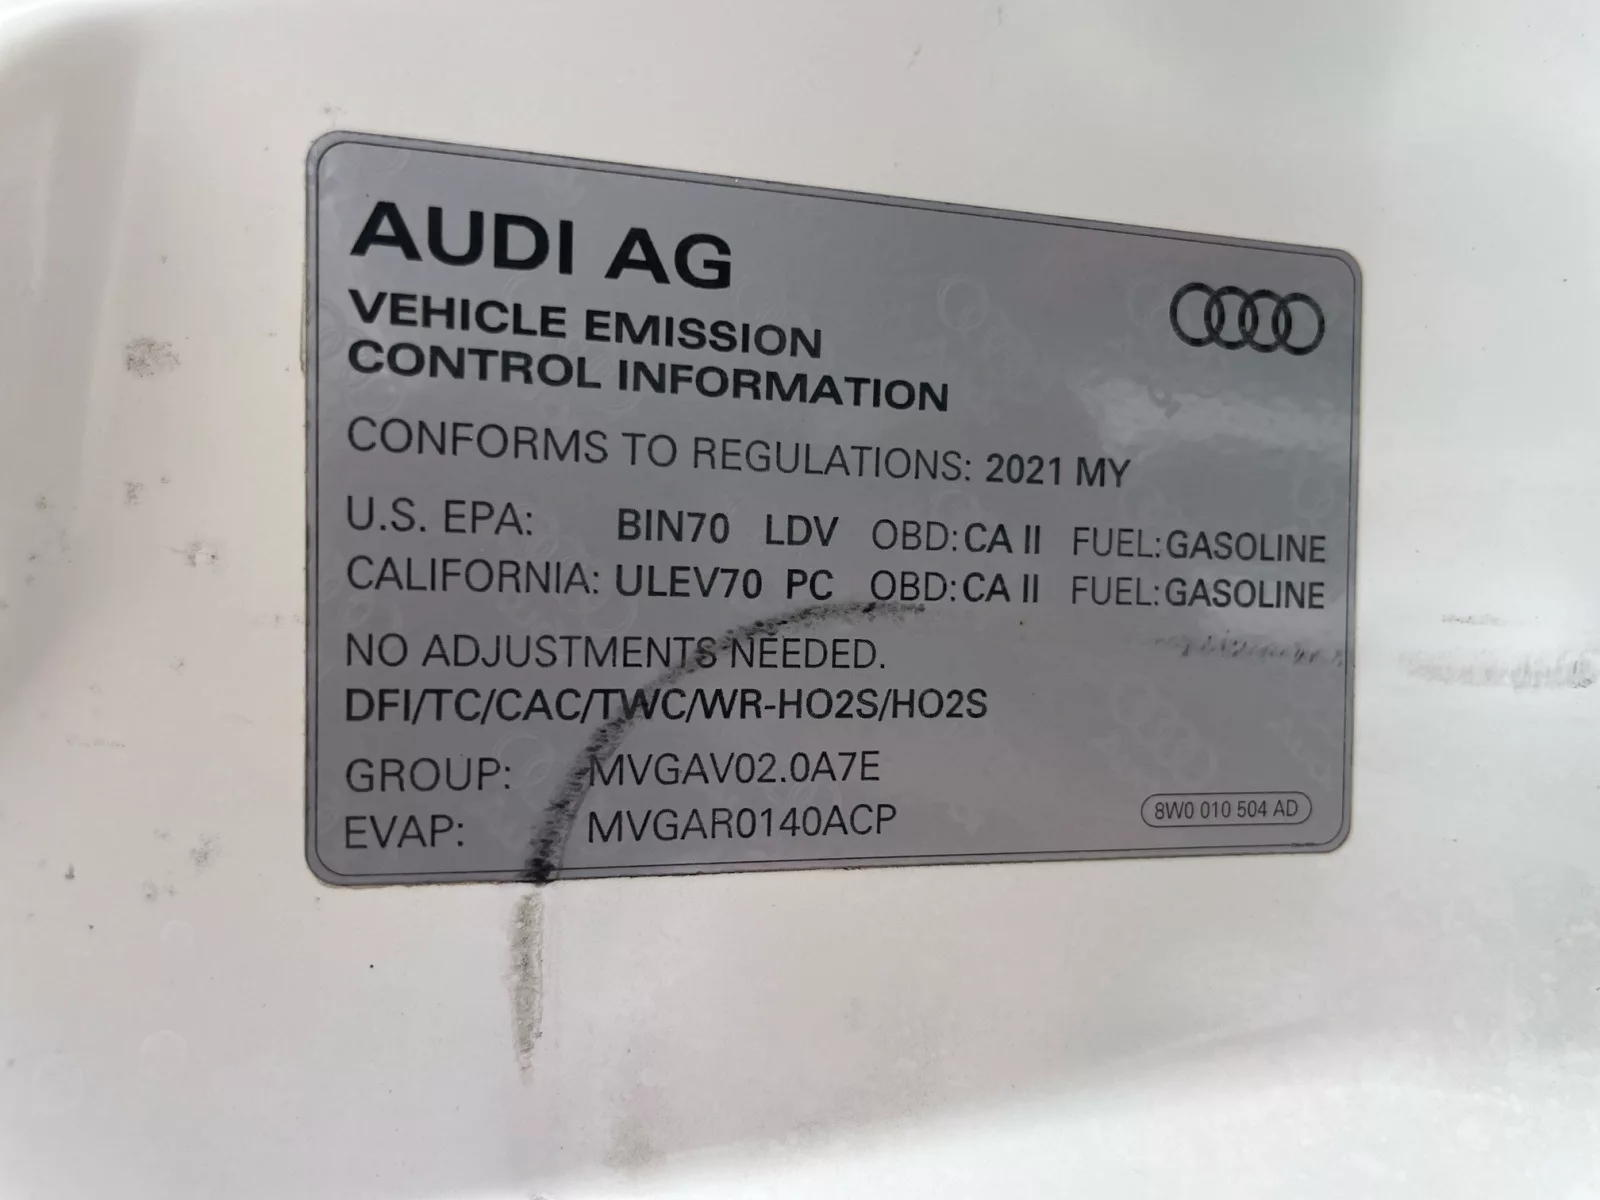 AUDI AG
VEHICLE EMISSION
CONTROL INFORMATION
CONFORMS TO REGULATIONS: 2021 MY
U.S. EPA: BIN70 LDV OBD: CA II FUEL: GASOLINE
CALIFORNIA: ULEV70 PC OBD: CA II FUEL: GASOLINE
NO ADJUSTMENTS NEEDED.
DFI/TC/CAC/TWC/WR-HO2S/HO2S
GROUP: MVGAV02.0A7E
EVAP: MVGAR0140ACP
8W0 010 504 AD